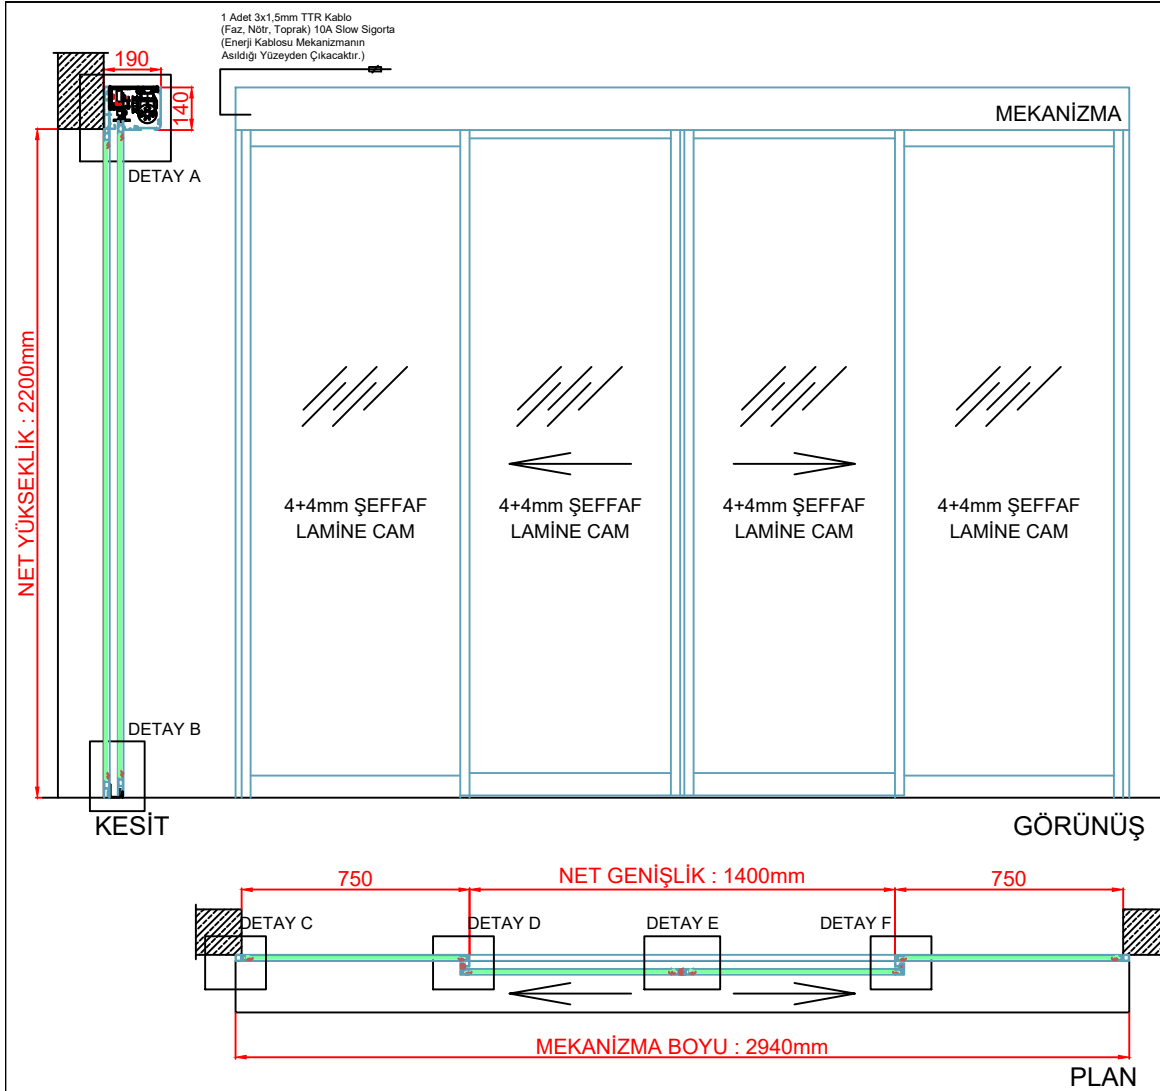 1 Adet 3x1,5mm TTR Kablo
(Faz, Nötr, Toprak) 10A Slow Sigorta
(Enerji Kablosu Mekanizmanın
Asıldığı Yüzeyden Çıkacaktır.)
190
140
MEKANİZMA
DETAY A
NET YÜKSEKLİK : 2200mm
4+4mm ŞEFFAF
LAMİNE CAM
4+4mm ŞEFFAF
LAMİNE CAM
4+4mm ŞEFFAF
LAMİNE CAM
4+4mm ŞEFFAF
LAMİNE CAM
DETAY B
KESİT
GÖRÜNÜŞ
750
NET GENİŞLİK : 1400mm
750
DETAY C
DETAY D
DETAY E
DETAY F
MEKANİZMA BOYU : 2940mm
PLAN